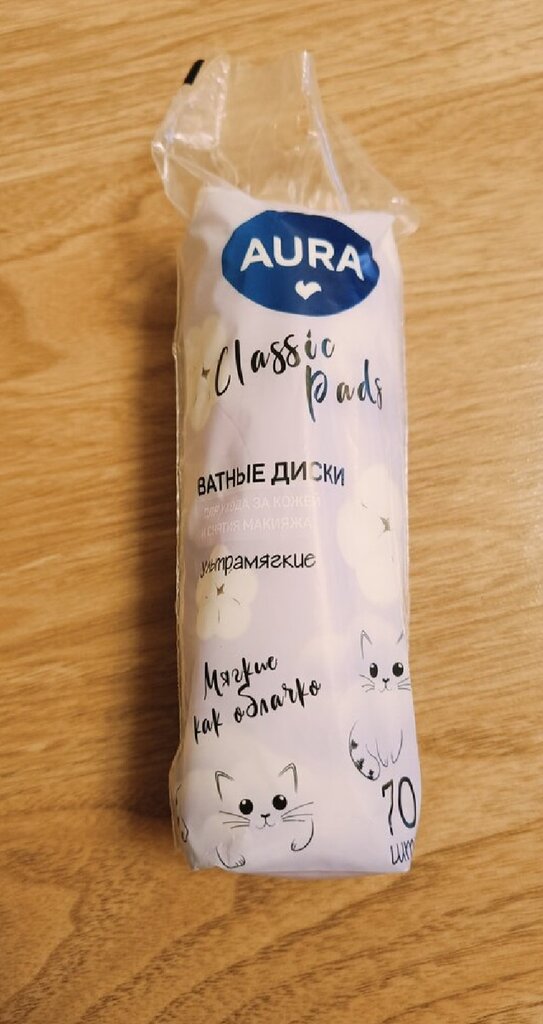 AURA
Classic
Pads
ВАТНЫЕ ДИСКИ
ДЛЯ УХОДА ЗА КОЖЕЙ
И СНЯТИЯ МАКИЯЖА
ультрамягкие
Мягкие
как облачко
70
шт